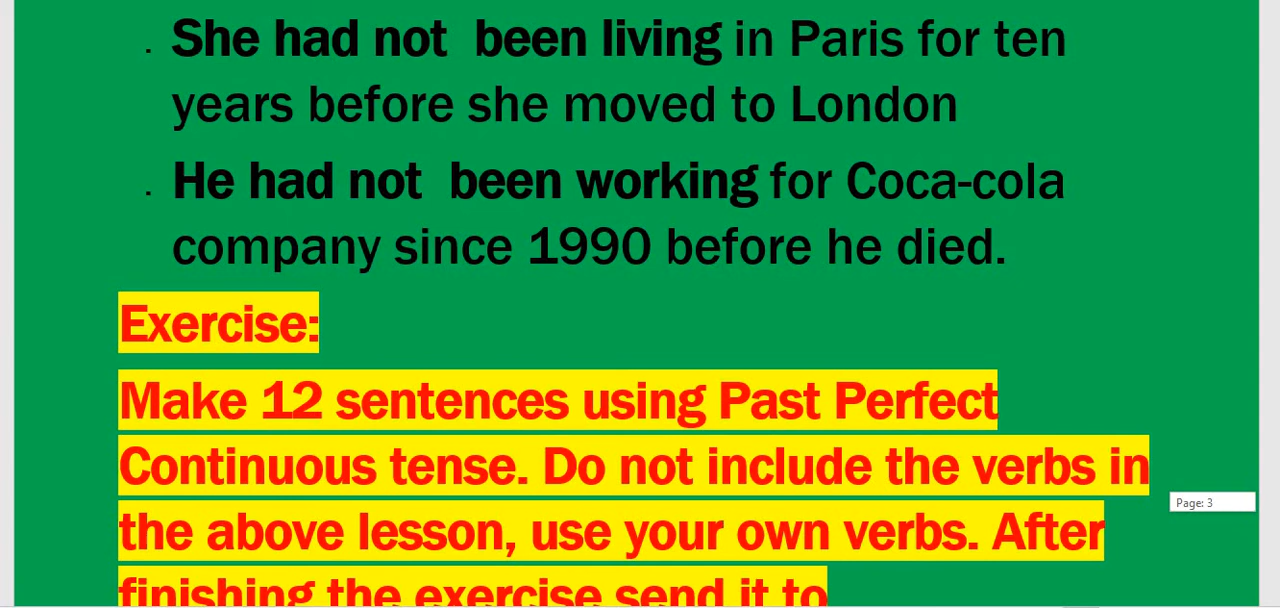 . She had not  been living in Paris for ten
years before she moved to London
. He had not  been working for Coca-cola
company since 1990 before he died.
Exercise:
Make 12 sentences using Past Perfect
Continuous tense. Do not include the verbs in
the above lesson, use your own verbs. After
Page: 3
finishing the exercise send it to